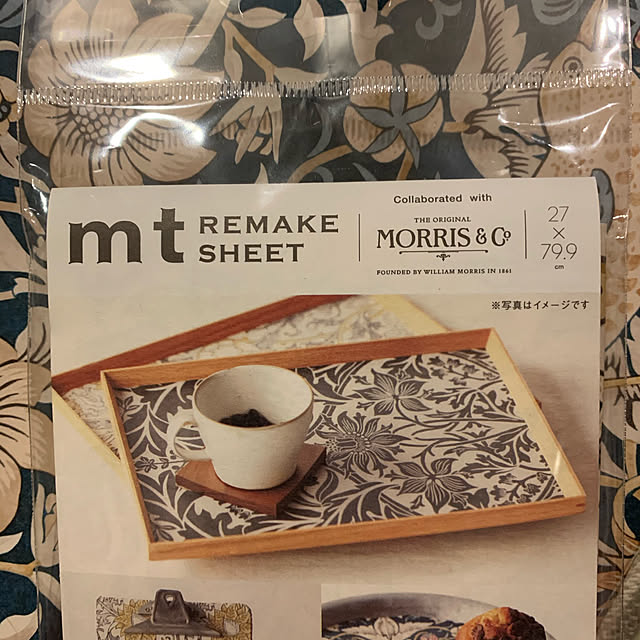 mt REMAKE SHEET
Collaborated with
THE ORIGINAL
MORRIS & Co
FOUNDED BY WILLIAM MORRIS IN 1861
27
×
79.9
cm
※写真はイメージです